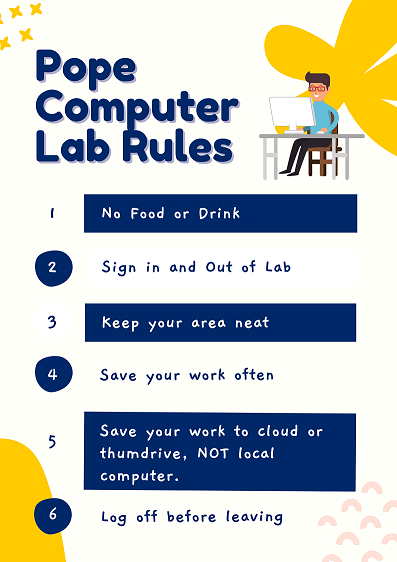 Pope
Computer
Lab Rules
1 No Food or Drink
2 Sign in and Out of Lab
3 Keep your area neat
4 Save your work often
5 Save your work to cloud or
thumdrive, NOT local
computer.
6 Log off before leaving